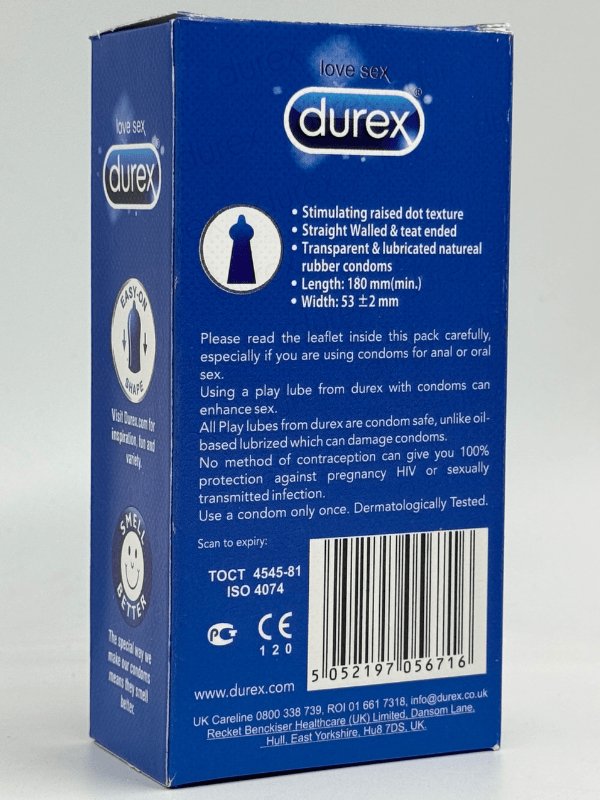 love sex
durex
EASY-ON
SHAPE
Visit Durex.com for
inspiration, fun and
variety.
SMELL
BETTER
The special way we
make our condoms
means they smell
better.
love sex
durex®
• Stimulating raised dot texture
• Straight Walled & teat ended
• Transparent & lubricated natureal
rubber condoms
• Length: 180 mm(min.)
• Width: 53 ±2 mm
Please read the leaflet inside this pack carefully,
especially if you are using condoms for anal or oral
sex.
Using a play lube from durex with condoms can
enhance sex.
All Play lubes from durex are condom safe, unlike oil-
based lubrized which can damage condoms.
No method of contraception can give you 100%
protection against pregnancy HIV or sexually
transmitted infection.
Use a condom only once. Dermatologically Tested.
Scan to expiry:
TOCT 4545-81
ISO 4074
PCT CE
120
5 052197 056716
www.durex.com
UK Careline 0800 338 739, ROI 01 661 7318, info@durex.co.uk
Recket Benckiser Healthcare (UK) Limited, Dansom Lane,
Hull, East Yorkshire, Hu8 7DS, UK.